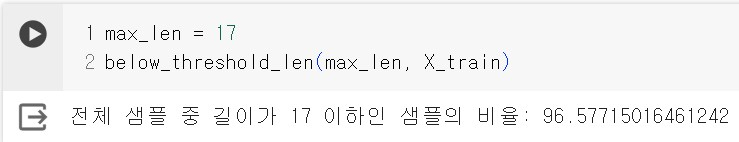 1 max_len = 17
2 below_threshold_len(max_len, X_train)
전체 샘플 중 길이가 17 이하인 샘플의 비율: 96.57715016461242